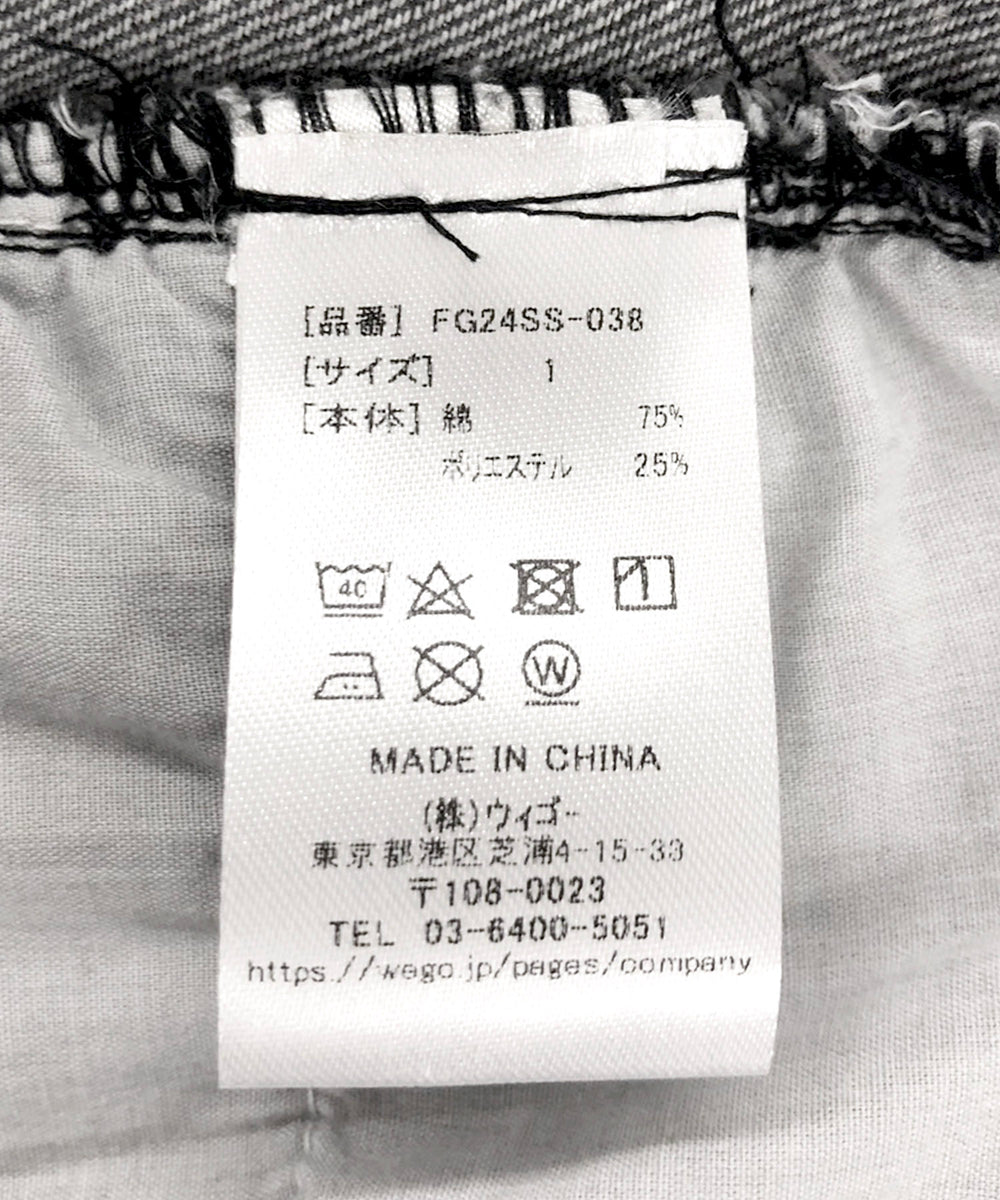 [品番] FG24SS-038
[サイズ] 1
[本体] 綿 75%
ポリエステル 25%
40
W
MADE IN CHINA
(株)ウィゴー
東京都港区芝浦4-15-33
〒108-0023
TEL 03-6400-5051
https://wego.jp/pages/company